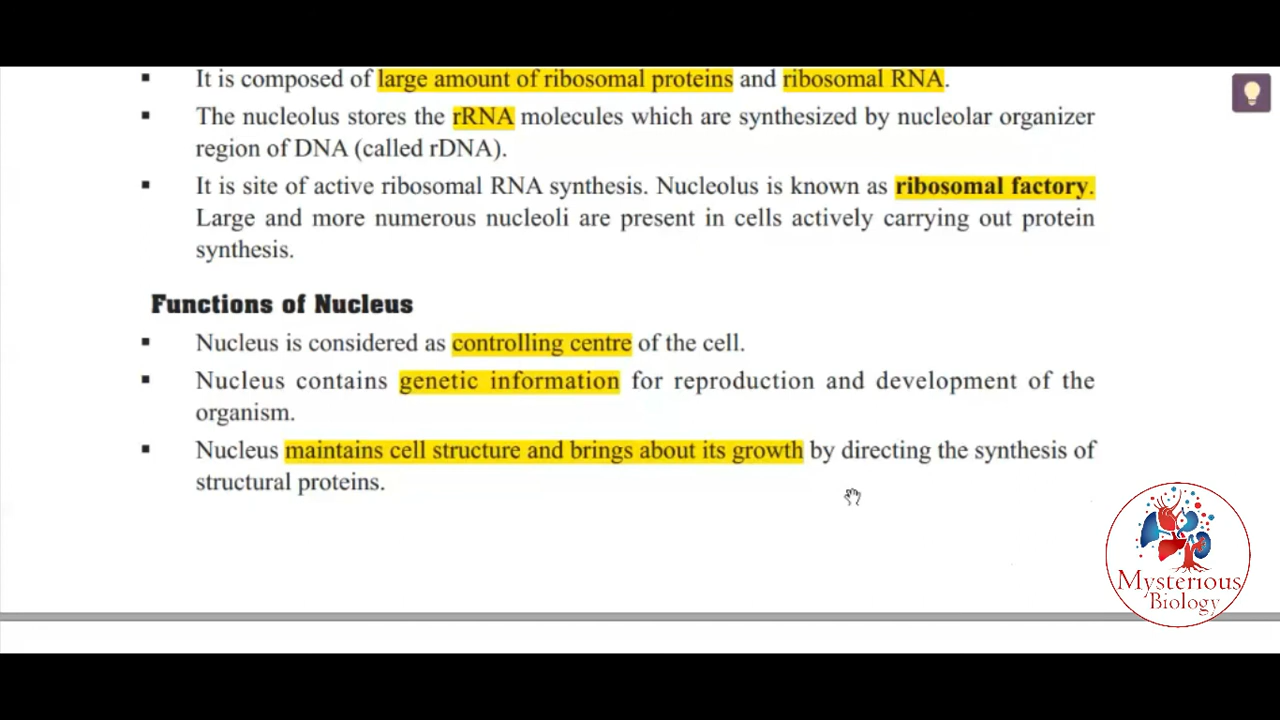 ▪ It is composed of large amount of ribosomal proteins and ribosomal RNA.
▪ The nucleolus stores the rRNA molecules which are synthesized by nucleolar organizer
region of DNA (called rDNA).
▪ It is site of active ribosomal RNA synthesis. Nucleolus is known as ribosomal factory.
Large and more numerous nucleoli are present in cells actively carrying out protein
synthesis.
Functions of Nucleus
▪ Nucleus is considered as controlling centre of the cell.
▪ Nucleus contains genetic information for reproduction and development of the
organism.
▪ Nucleus maintains cell structure and brings about its growth by directing the synthesis of
structural proteins.
Mysterious
Biology